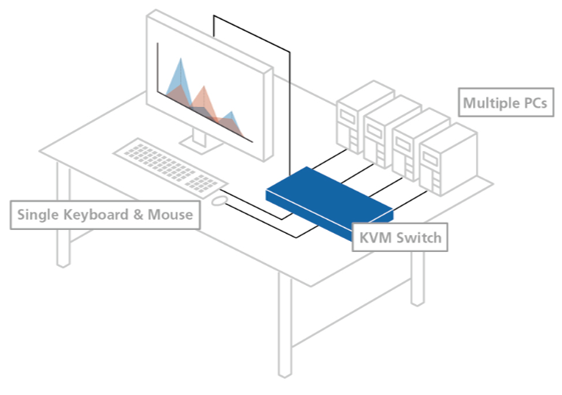 Multiple PCs
Single Keyboard & Mouse
KVM Switch